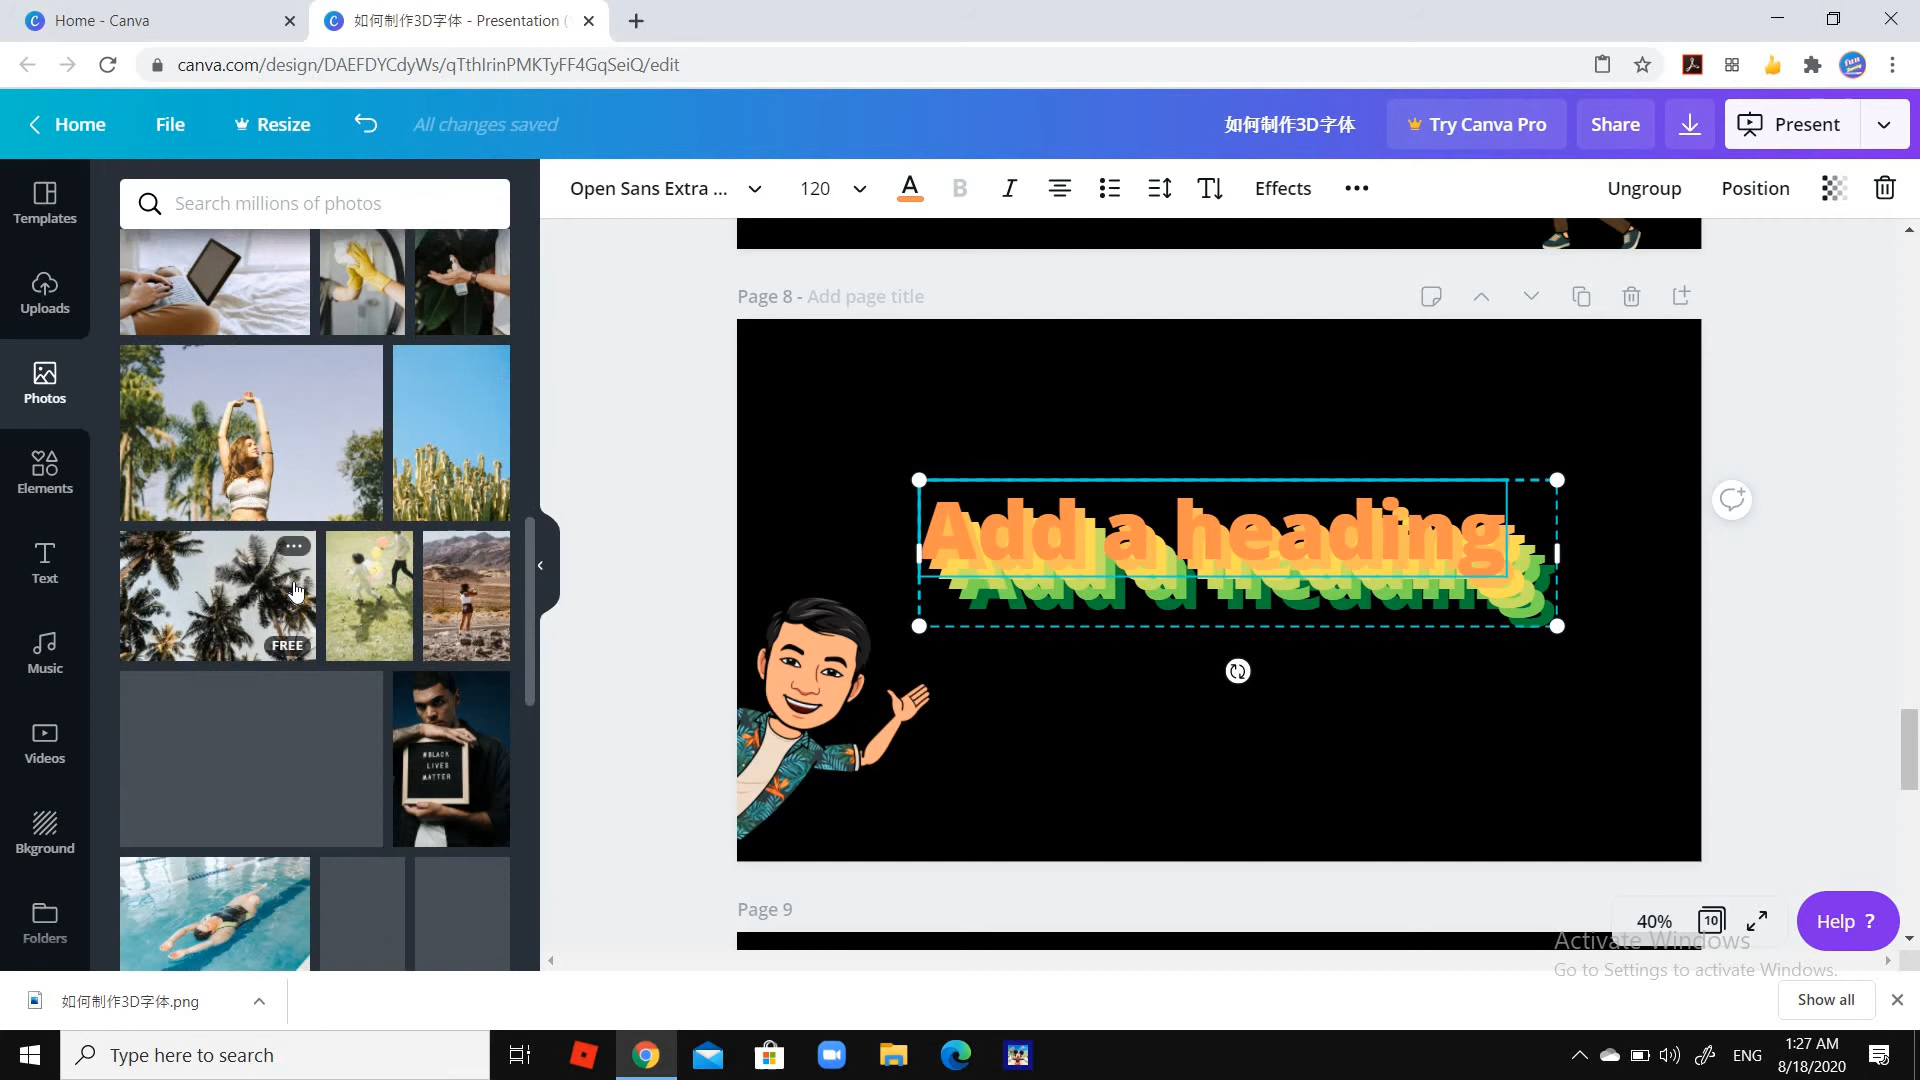 Home - Canva
如何制作3D字体 - Presentation (
canva.com/design/DAEFDYCdyWs/qTthlrinPMKTyFF4GqSeiQ/edit
Home
File
Resize
All changes saved
如何制作3D字体
Try Canva Pro
Share
Present
Templates
Uploads
Photos
Elements
Text
Music
Videos
Bkground
Folders
Search millions of photos
FREE
#BLACK
LIVES
MATTER
Open Sans Extra ...
120
A
B
I
Effects
Ungroup
Position
Page 8 - Add page title
Add a heading
Add a heading
Page 9
40%
10
Help ?
Activate Windows
Go to Settings to activate Windows.
如何制作3D字体.png
Show all
Type here to search
ENG
1:27 AM
8/18/2020